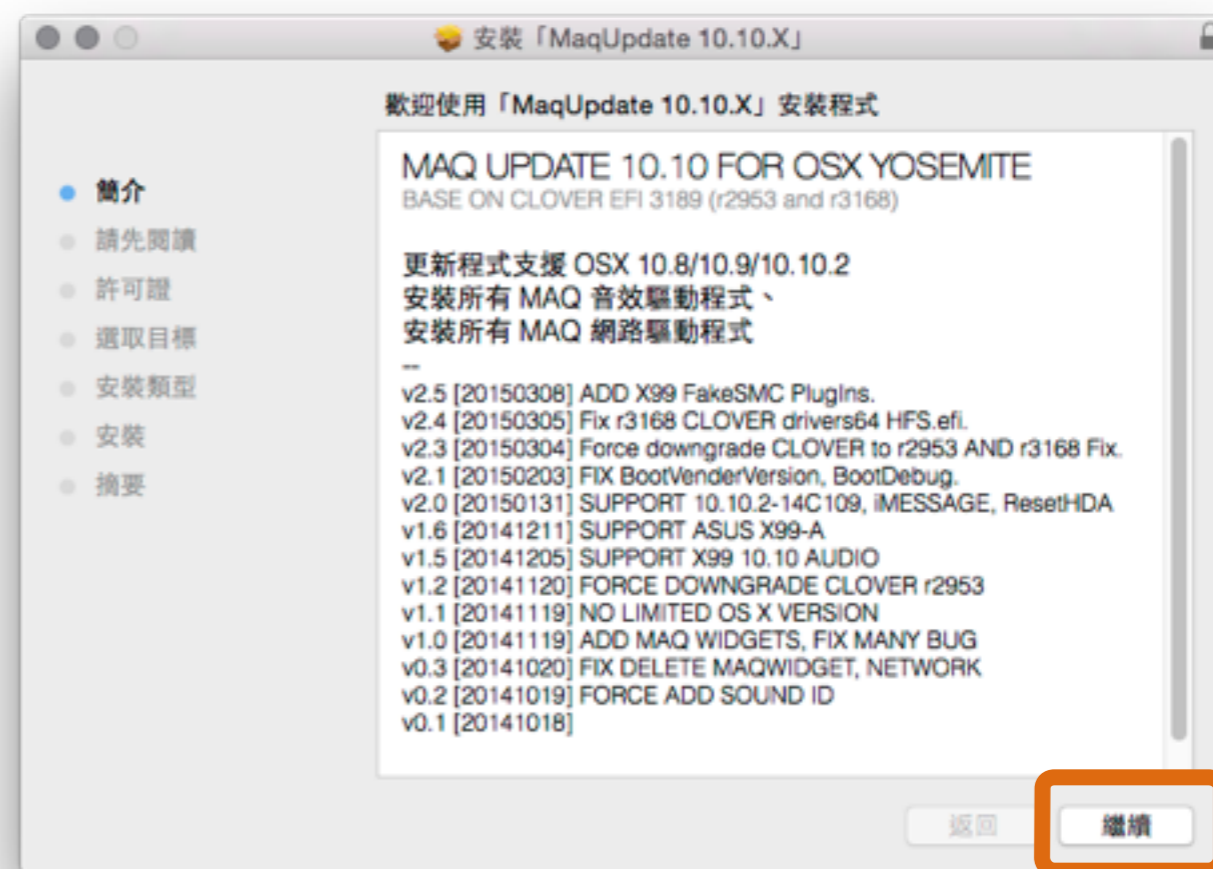 安裝「MaqUpdate 10.10.X」
歡迎使用「MaqUpdate 10.10.X」安裝程式
簡介
請先閱讀
許可證
選取目標
安裝類型
安裝
摘要
MAQ UPDATE 10.10 FOR OSX YOSEMITE
BASE ON CLOVER EFI 3189 (r2953 and r3168)
更新程式支援 OSX 10.8/10.9/10.10.2
安裝所有 MAQ 音效驅動程式、
安裝所有 MAQ 網路驅動程式
--
v2.5 [20150308] ADD X99 FakeSMC PlugIns.
v2.4 [20150305] Fix r3168 CLOVER drivers64 HFS.efi.
v2.3 [20150304] Force downgrade CLOVER to r2953 AND r3168 Fix.
v2.1 [20150203] FIX BootVenderVersion, BootDebug.
v2.0 [20150131] SUPPORT 10.10.2-14C109, iMESSAGE, ResetHDA
v1.6 [20141211] SUPPORT ASUS X99-A
v1.5 [20141205] SUPPORT X99 10.10 AUDIO
v1.2 [20141120] FORCE DOWNGRADE CLOVER r2953
v1.1 [20141119] NO LIMITED OS X VERSION
v1.0 [20141119] ADD MAQ WIDGETS, FIX MANY BUG
v0.3 [20141020] FIX DELETE MAQWIDGET, NETWORK
v0.2 [20141019] FORCE ADD SOUND ID
v0.1 [20141018]
返回
繼續